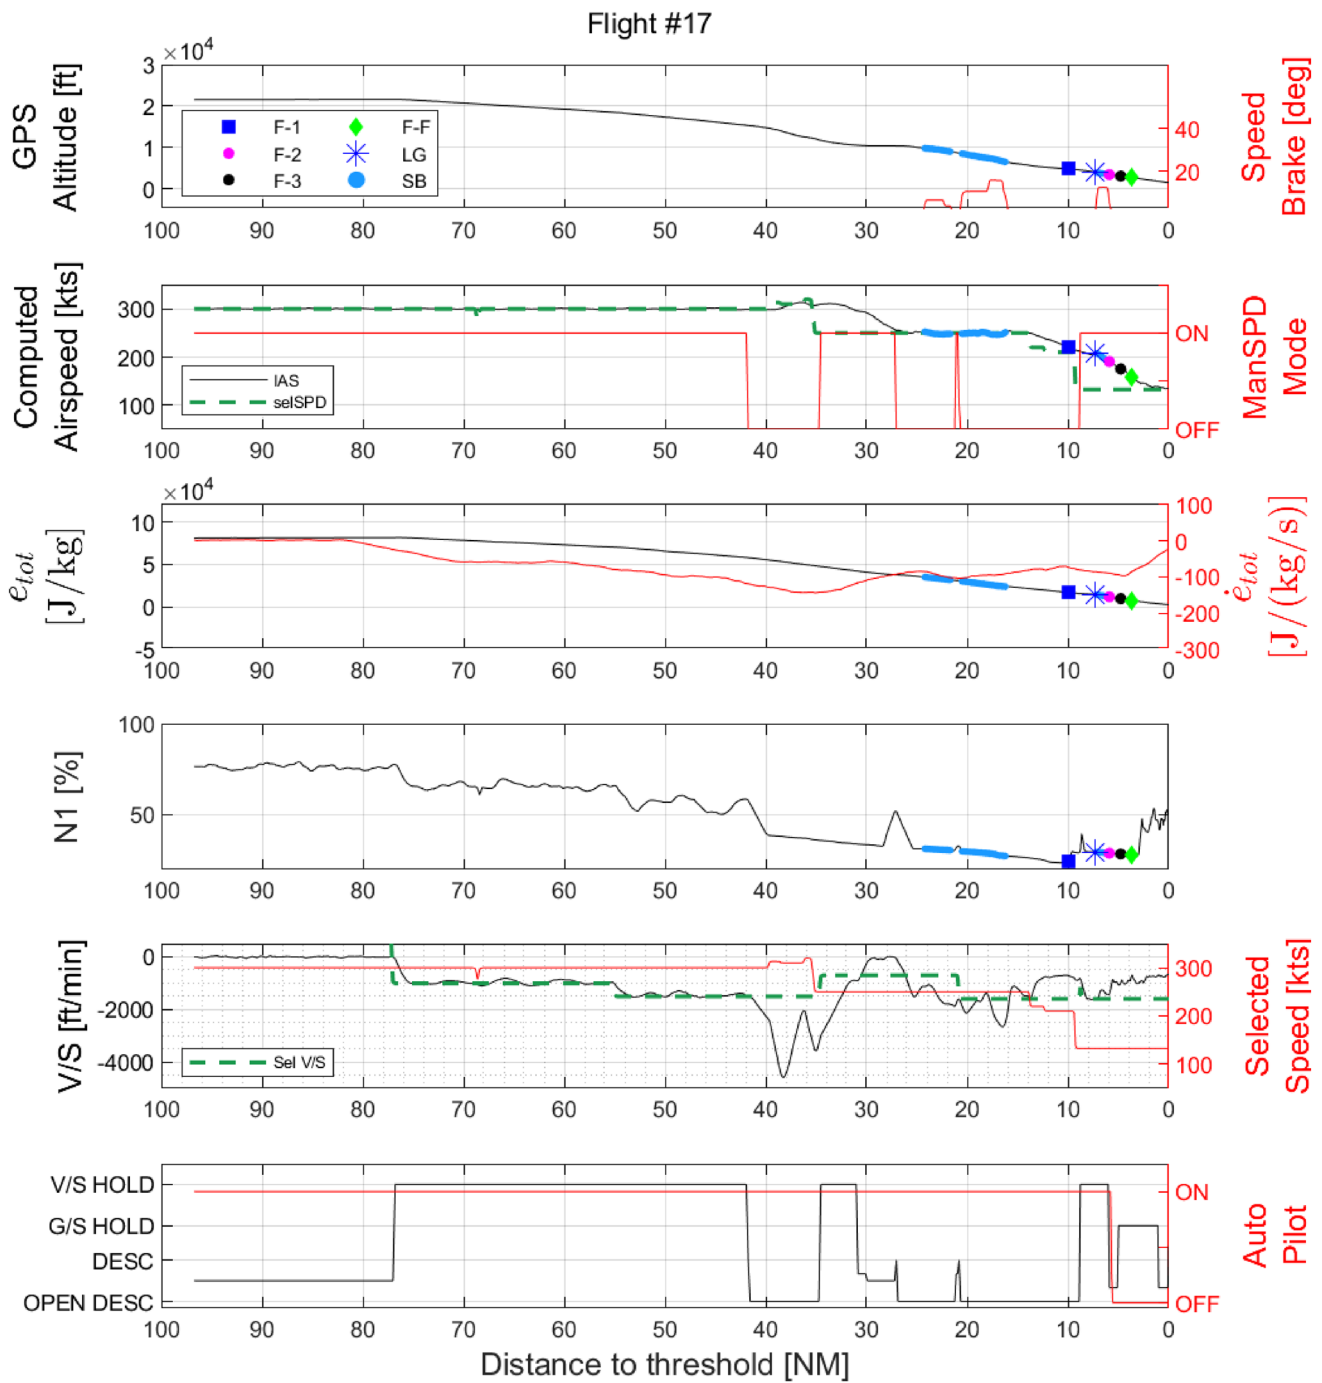 Flight #17
×10⁴
GPS
Altitude [ft]
3
2
1
0
F-1
F-2
F-3
F-F
LG
SB
40
20
Speed
Brake [deg]
100 90 80 70 60 50 40 30 20 10 0
Computed
Airspeed [kts]
300
200
100
IAS
selSPD
ON
OFF
ManSPD
Mode
100 90 80 70 60 50 40 30 20 10 0
×10⁴
e_tot
[J/kg]
10
5
0
-5
100
0
-100
-200
-300
ė_tot
[J/(kg/s)]
100 90 80 70 60 50 40 30 20 10 0
N1 [%]
100
50
100 90 80 70 60 50 40 30 20 10 0
V/S [ft/min]
0
-2000
-4000
Sel V/S
300
200
100
Selected
Speed [kts]
100 90 80 70 60 50 40 30 20 10 0
V/S HOLD
G/S HOLD
DESC
OPEN DESC
ON
OFF
Auto
Pilot
100 90 80 70 60 50 40 30 20 10 0
Distance to threshold [NM]